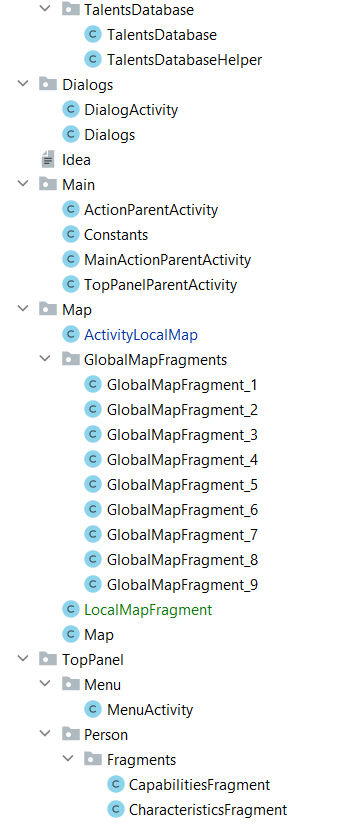 TalentsDatabase
TalentsDatabase
TalentsDatabaseHelper
Dialogs
DialogActivity
Dialogs
Idea
Main
ActionParentActivity
Constants
MainActionParentActivity
TopPanelParentActivity
Map
ActivityLocalMap
GlobalMapFragments
GlobalMapFragment_1
GlobalMapFragment_2
GlobalMapFragment_3
GlobalMapFragment_4
GlobalMapFragment_5
GlobalMapFragment_6
GlobalMapFragment_7
GlobalMapFragment_8
GlobalMapFragment_9
LocalMapFragment
Map
TopPanel
Menu
MenuActivity
Person
Fragments
CapabilitiesFragment
CharacteristicsFragment